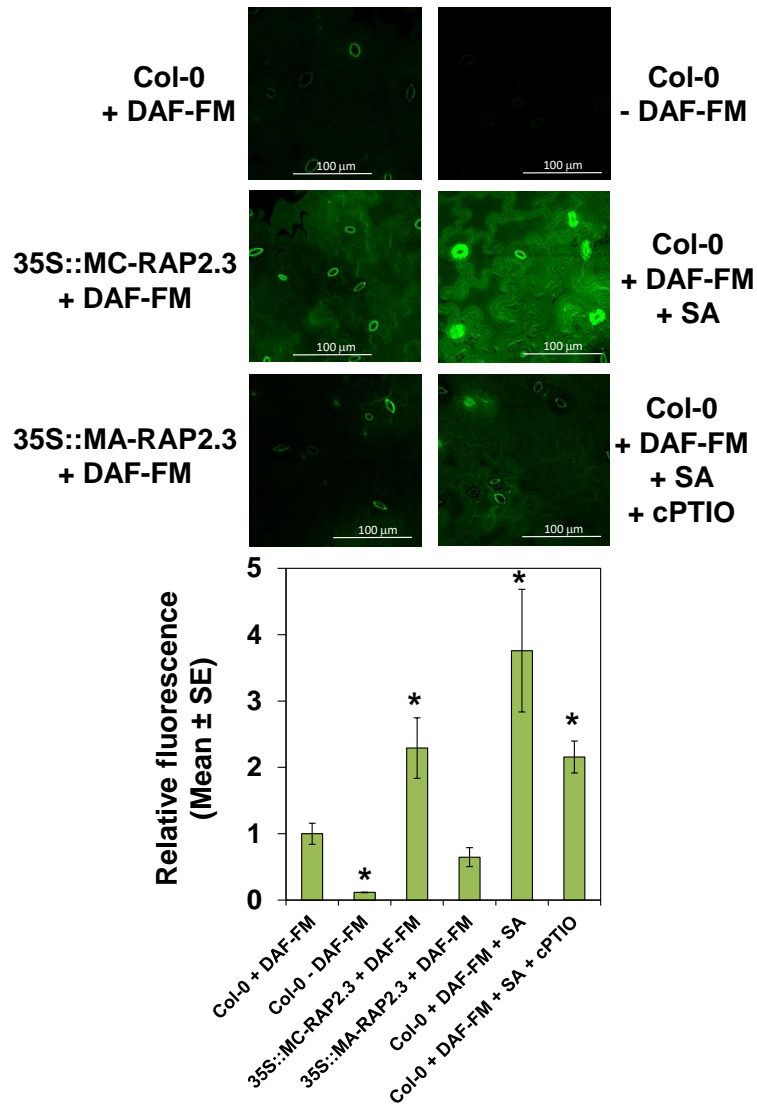 Col-0
+ DAF-FM
100 µm
100 µm
Col-0
- DAF-FM
35S::MC-RAP2.3
+ DAF-FM
100 µm
100 µm
Col-0
+ DAF-FM
+ SA
35S::MA-RAP2.3
+ DAF-FM
100 µm
100 µm
Col-0
+ DAF-FM
+ SA
+ cPTIO
Relative fluorescence
(Mean ± SE)
5
4
3
2
1
0
*
*
*
*
Col-0 + DAF-FM
Col-0 - DAF-FM
35S::MC-RAP2.3 + DAF-FM
35S::MA-RAP2.3 + DAF-FM
Col-0 + DAF-FM + SA
Col-0 + DAF-FM + SA + cPTIO